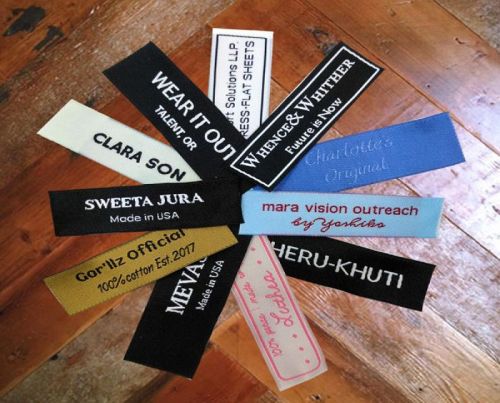 Solutions LLP.
FLAT SHEETS
WEAR IT OUT
TALENT, OR
WHENCE & WHITHER
Future is Now
CLARA SON
Charlotte's
Original
SWEETA JURA
Made in USA
mara vision outreach
by Yoshiko
Gor'llz Official
100%cotton Est.2017
HERU-KHUTI
Made in USA